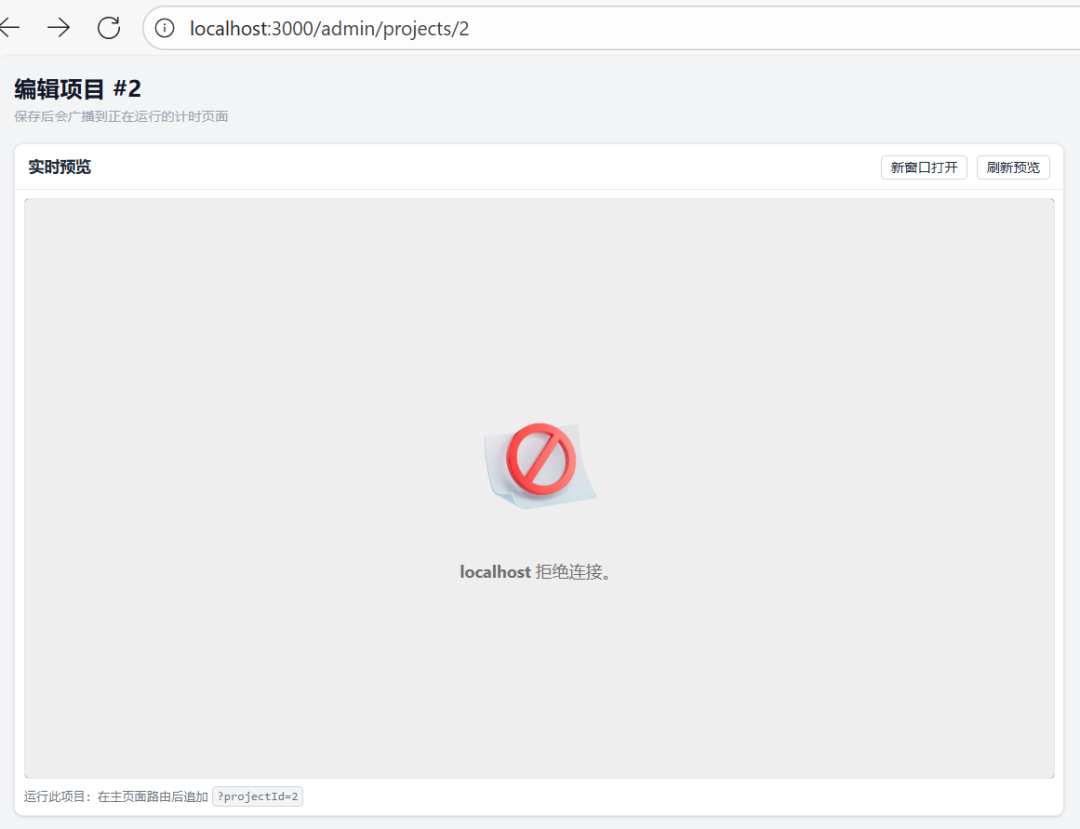 localhost:3000/admin/projects/2
编辑项目 #2
保存后会广播到正在运行的计时页面
实时预览
新窗口打开
刷新预览
localhost 拒绝连接。
运行此项目：在主页面路由后追加 ?projectId=2